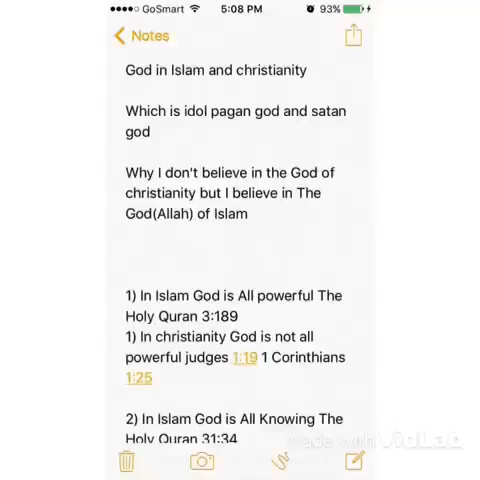 GoSmart 5:08 PM 93%
Notes
God in Islam and christianity
Which is idol pagan god and satan
god
Why I don't believe in the God of
christianity but I believe in The
God(Allah) of Islam
1) In Islam God is All powerful The
Holy Quran 3:189
1) In christianity God is not all
powerful judges 1:19 1 Corinthians
1:25
2) In Islam God is All Knowing The
Holy Quran 31:34
Made with VidLab